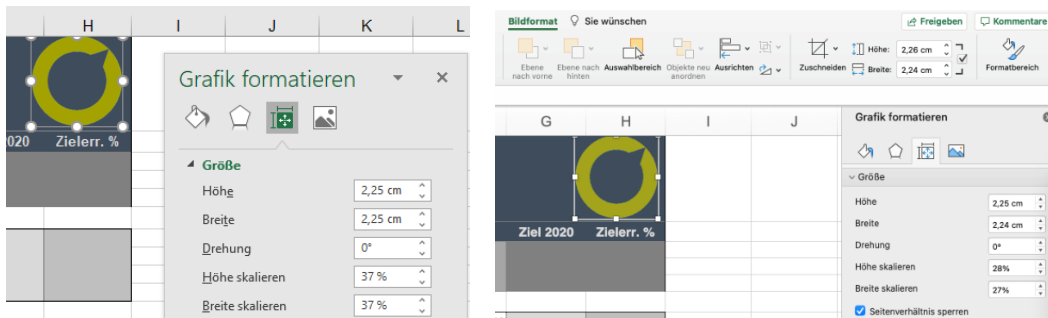 H I J K L
Grafik formatieren
2020 Zielerr. %
Größe
Höhe 2,25 cm
Breite 2,25 cm
Drehung 0°
Höhe skalieren 37 %
Breite skalieren 37 %
Bildformat Sie wünschen Freigeben Kommentare
Höhe: 2,26 cm
Breite: 2,24 cm
Ebene nach vorne Ebene nach hinten Auswahlbereich Objekte neu anordnen Ausrichten Zuschneiden Formatbereich
G H I J
Grafik formatieren
Größe
Höhe 2,25 cm
Breite 2,24 cm
Drehung 0°
Höhe skalieren 28%
Breite skalieren 27%
Seitenverhältnis sperren
Ziel 2020 Zielerr. %